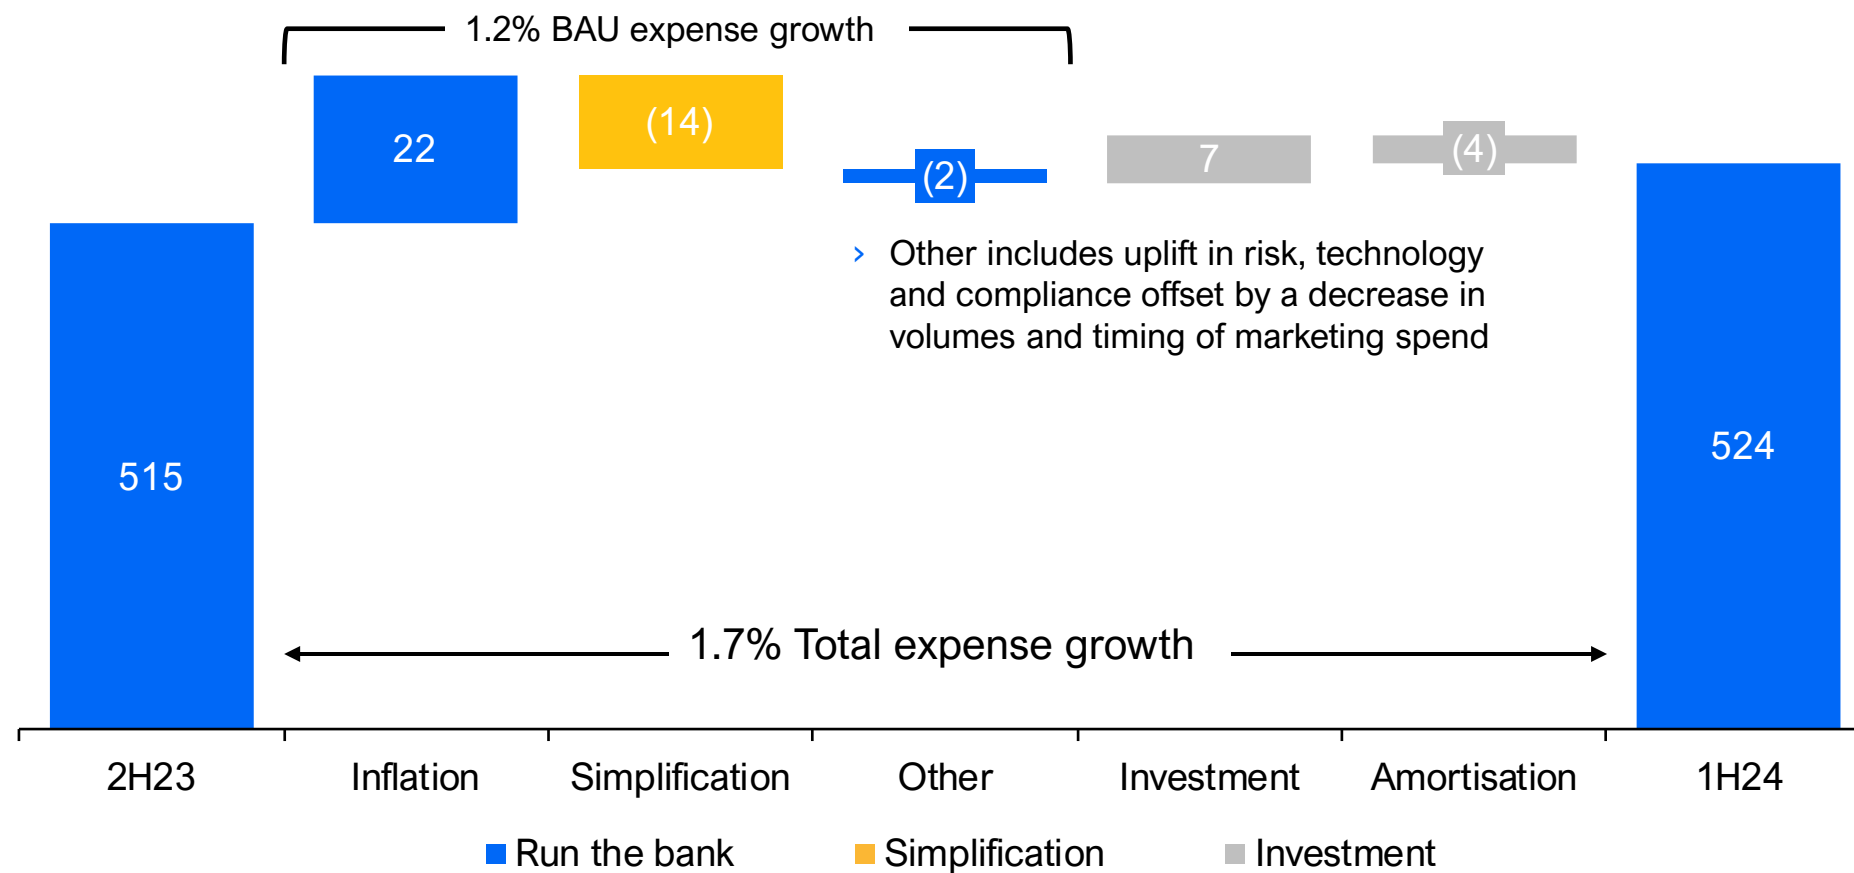 1.2% BAU expense growth
22
(14)
(2)
7
(4)
› Other includes uplift in risk, technology
and compliance offset by a decrease in
volumes and timing of marketing spend
515
524
1.7% Total expense growth
2H23 Inflation Simplification Other Investment Amortisation 1H24
Run the bank Simplification Investment